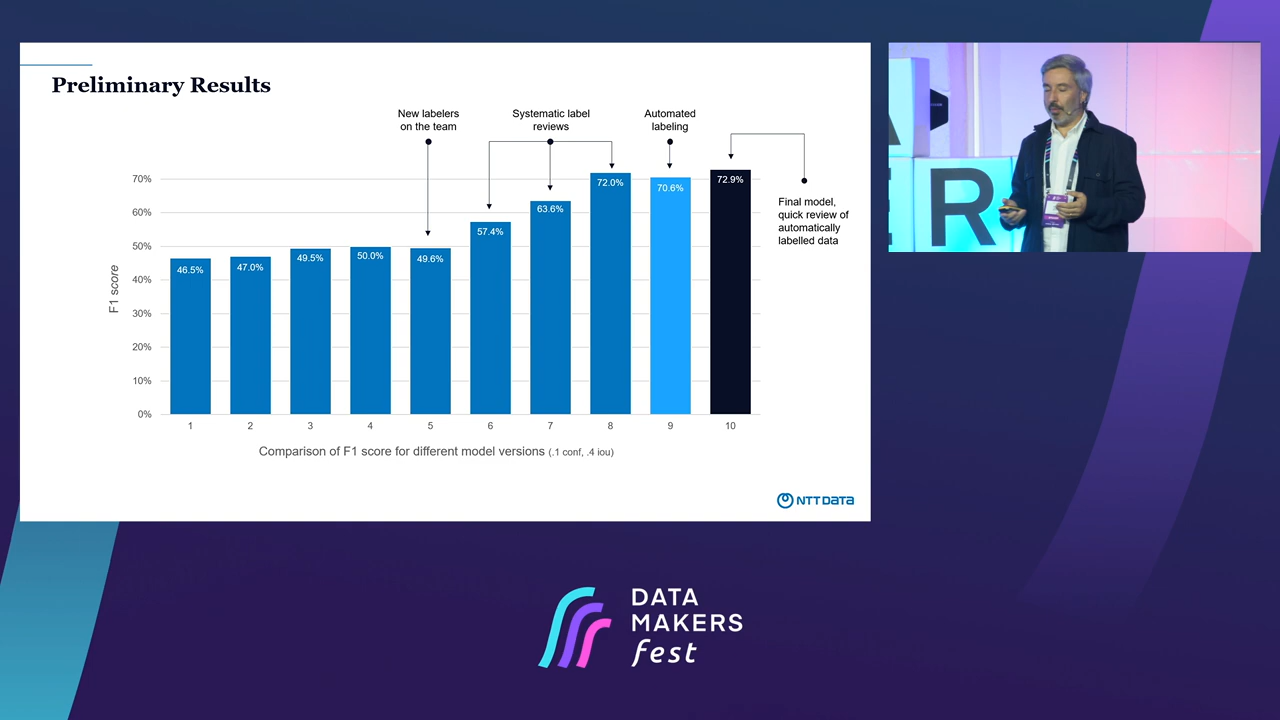 Preliminary Results
New labelers
on the team
Systematic label
reviews
Automated
labeling
Final model,
quick review of
automatically
labelled data
F1 score
70%
60%
50%
40%
30%
20%
10%
0%
46.5%
47.0%
49.5%
50.0%
49.6%
57.4%
63.6%
72.0%
70.6%
72.9%
1
2
3
4
5
6
7
8
9
10
Comparison of F1 score for different model versions (.1 conf, .4 iou)
NTT DATA
A
E R
DATA
MAKERS
fest